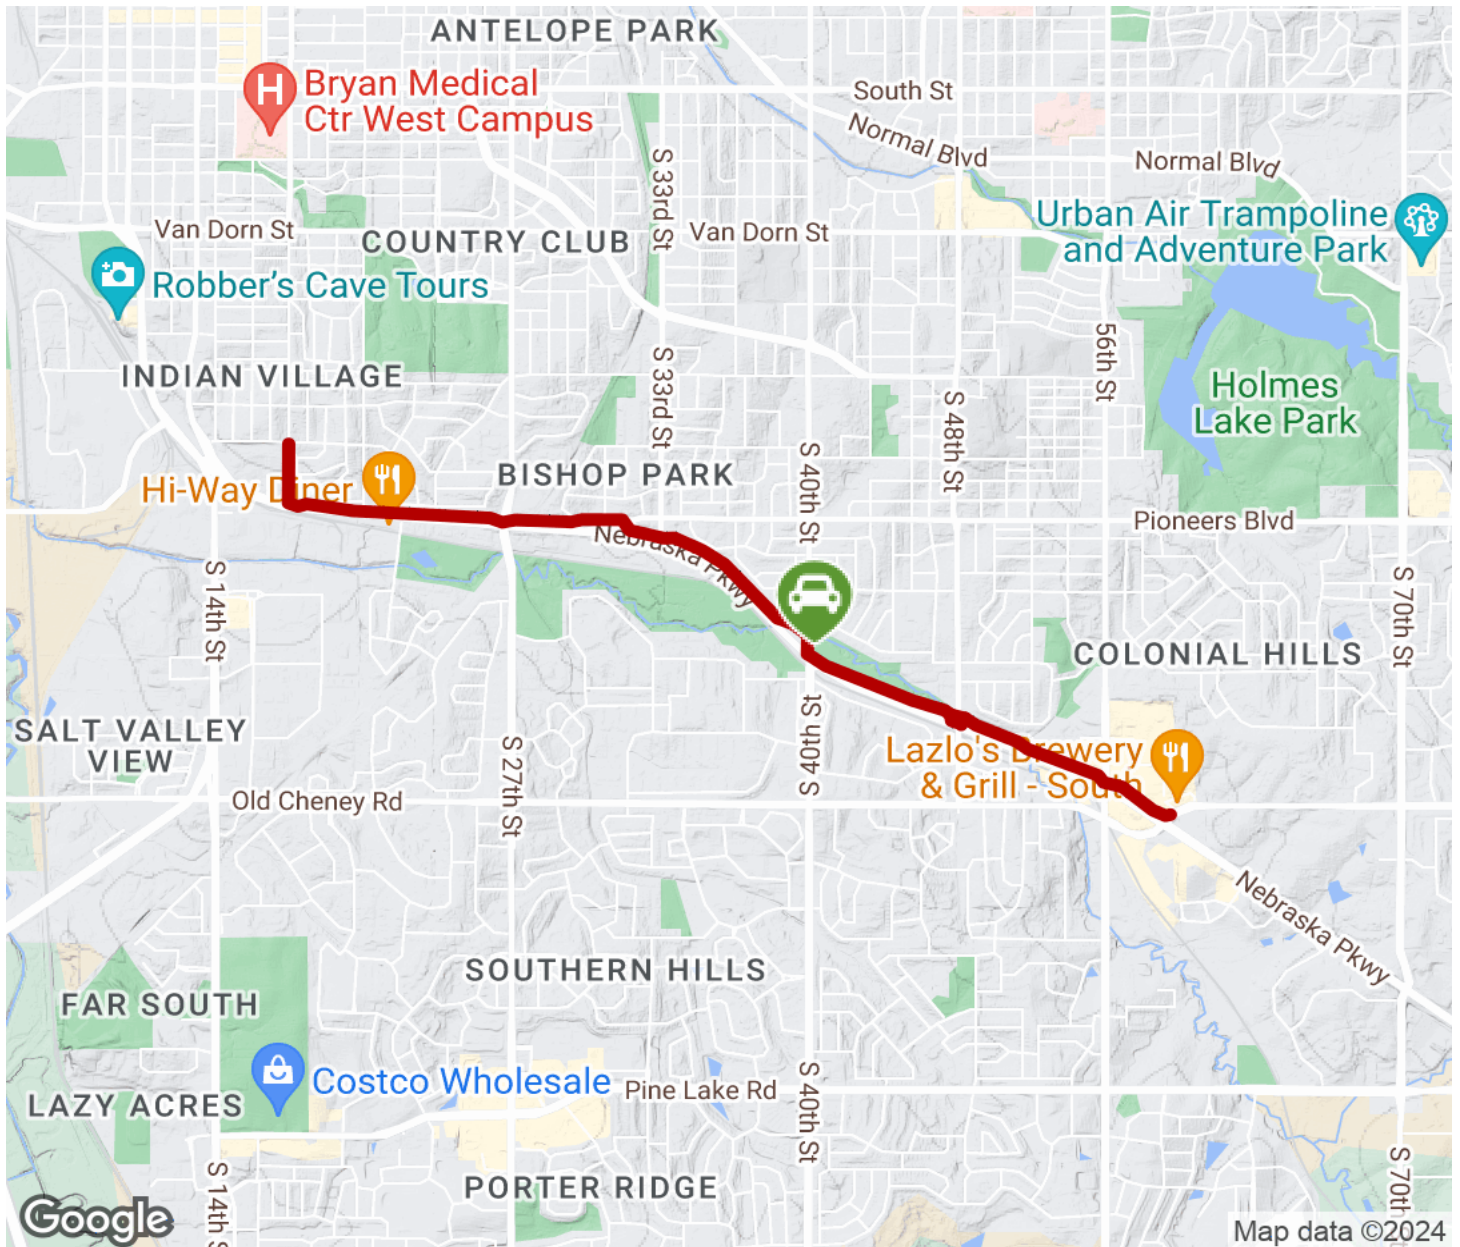 ANTELOPE PARK
Bryan Medical
Ctr West Campus
South St
Normal Blvd
Normal Blvd
S 33rd St
Van Dorn St
COUNTRY CLUB
Van Dorn St
Urban Air Trampoline
and Adventure Park
Robber's Cave Tours
INDIAN VILLAGE
S 33rd St
56th St
Holmes
Lake Park
S 48th St
S 40th St
BISHOP PARK
Hi-Way Diner
Pioneers Blvd
Nebraska Pkwy
S 14th St
S 70th St
COLONIAL HILLS
SALT VALLEY
VIEW
S 27th St
S 40th St
Lazlo's Brewery
& Grill - South
Old Cheney Rd
Nebraska Pkwy
SOUTHERN HILLS
FAR SOUTH
Costco Wholesale
Pine Lake Rd
S 40th St
LAZY ACRES
S 14th St
PORTER RIDGE
S 70th
Google
Map data ©2024